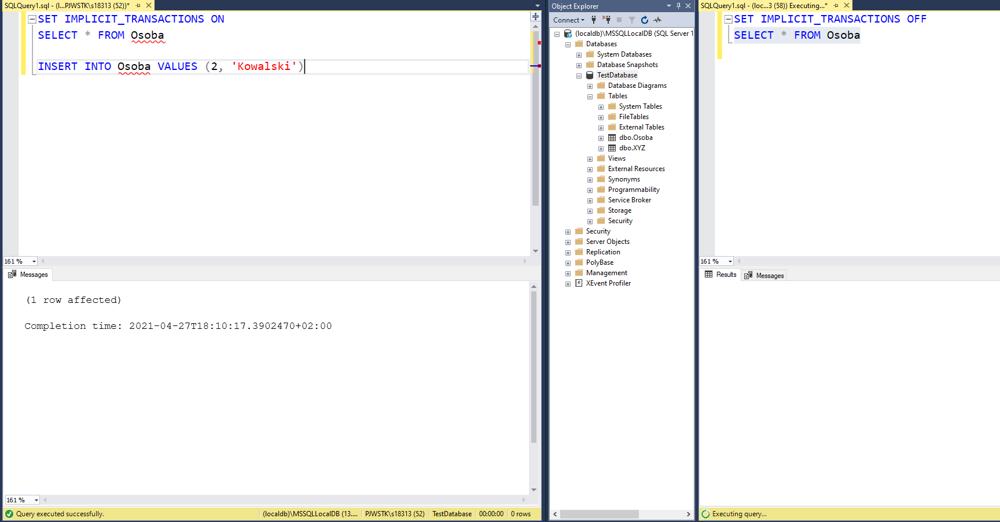 SQLQuery1.sql - (l...PJWSTK\s18313 (52))*
SET IMPLICIT_TRANSACTIONS ON
SELECT * FROM Osoba
INSERT INTO Osoba VALUES (2, 'Kowalski')
161 %
Messages
(1 row affected)
Completion time: 2021-04-27T18:10:17.3902470+02:00
161 %
Query executed successfully.
(localdb)\MSSQLLocalDB (13....
PJWSTK\s18313 (52)
TestDatabase
00:00:00
0 rows
Object Explorer
Connect
(localdb)\MSSQLLocalDB (SQL Server 1
Databases
System Databases
Database Snapshots
TestDatabase
Database Diagrams
Tables
System Tables
FileTables
External Tables
dbo.Osoba
dbo.XYZ
Views
External Resources
Synonyms
Programmability
Service Broker
Storage
Security
Security
Server Objects
Replication
PolyBase
Management
XEvent Profiler
SQLQuery1.sql - (loc...3 (58)) Executing...*
SET IMPLICIT_TRANSACTIONS OFF
SELECT * FROM Osoba
161 %
Results
Messages
Executing query...